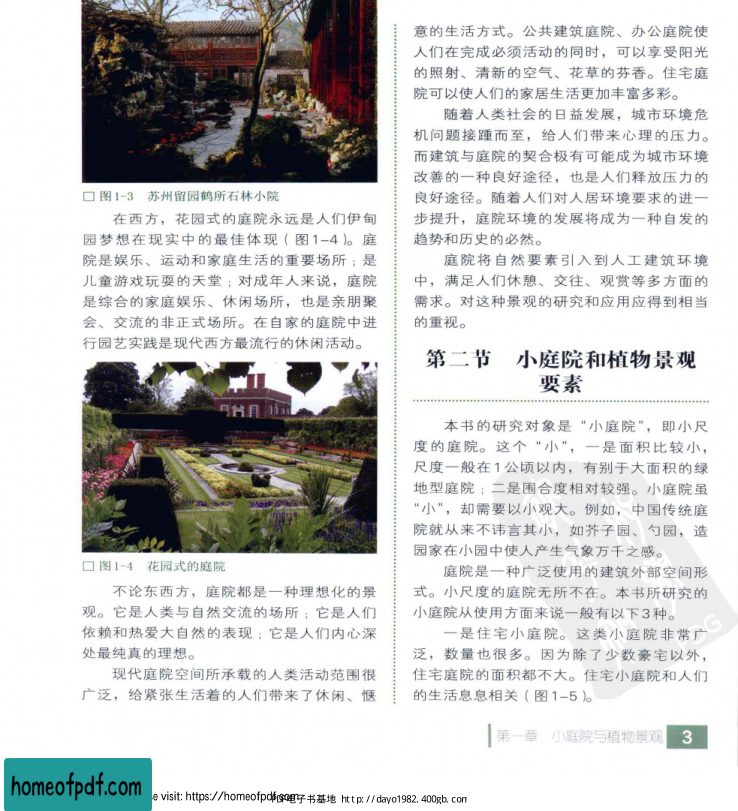 □ 图1-3 苏州留园鹤所石林小院
在西方，花园式的庭院永远是人们伊甸
园梦想在现实中的最佳体现（图1-4）。庭
院是娱乐、运动和家庭生活的重要场所；是
儿童游戏玩耍的天堂；对成年人来说，庭院
是综合的家庭娱乐、休闲场所，也是亲朋聚
会、交流的非正式场所。在自家的庭院中进
行园艺实践是现代西方最流行的休闲活动。
□ 图1-4 花园式的庭院
不论东西方，庭院都是一种理想化的景
观。它是人类与自然交流的场所；它是人们
依赖和热爱大自然的表现；它是人们内心深
处最纯真的理想。
现代庭院空间所承载的人类活动范围很
广泛，给紧张生活着的人们带来了休闲、惬
意的生活方式。公共建筑庭院、办公庭院使
人们在完成必须活动的同时，可以享受阳光
的照射、清新的空气、花草的芬香。住宅庭
院可以使人们的家居生活更加丰富多彩。
随着人类社会的日益发展，城市环境危
机问题接踵而至，给人们带来心理的压力。
而建筑与庭院的契合极有可能成为城市环境
改善的一种良好途径，也是人们释放压力的
良好途径。随着人们对人居环境要求的进一
步提升，庭院环境的发展将成为一种自发的
趋势和历史的必然。
庭院将自然要素引入到人工建筑环境
中，满足人们休憩、交往、观赏等多方面的
需求。对这种景观的研究和应用应得到相当
的重视。
第二节 小庭院和植物景观
要素
本书的研究对象是“小庭院”，即小尺
度的庭院。这个“小”，一是面积比较小，
尺度一般在1公顷以内，有别于大面积的绿
地型庭院；二是围合度相对较强。小庭院虽
“小”，却需要以小观大。例如，中国传统庭
院就从来不讳言其小，如芥子园、勺园，造
园家在小园中使人产生气象万千之感。
庭院是一种广泛使用的建筑外部空间形
式。小尺度的庭院无所不在。本书所研究的
小庭院从使用方面来说一般有以下3种。
一是住宅小庭院。这类小庭院非常广
泛，数量也很多。因为除了少数豪宅以外，
住宅庭院的面积都不大。住宅小庭院和人们
的生活息息相关（图1-5）。
第一章 小庭院与植物景观 3
homeofpdf.com
e visit: https://homeofpdf.com
PDF电子书基地 http://dayo1982.400gb.com